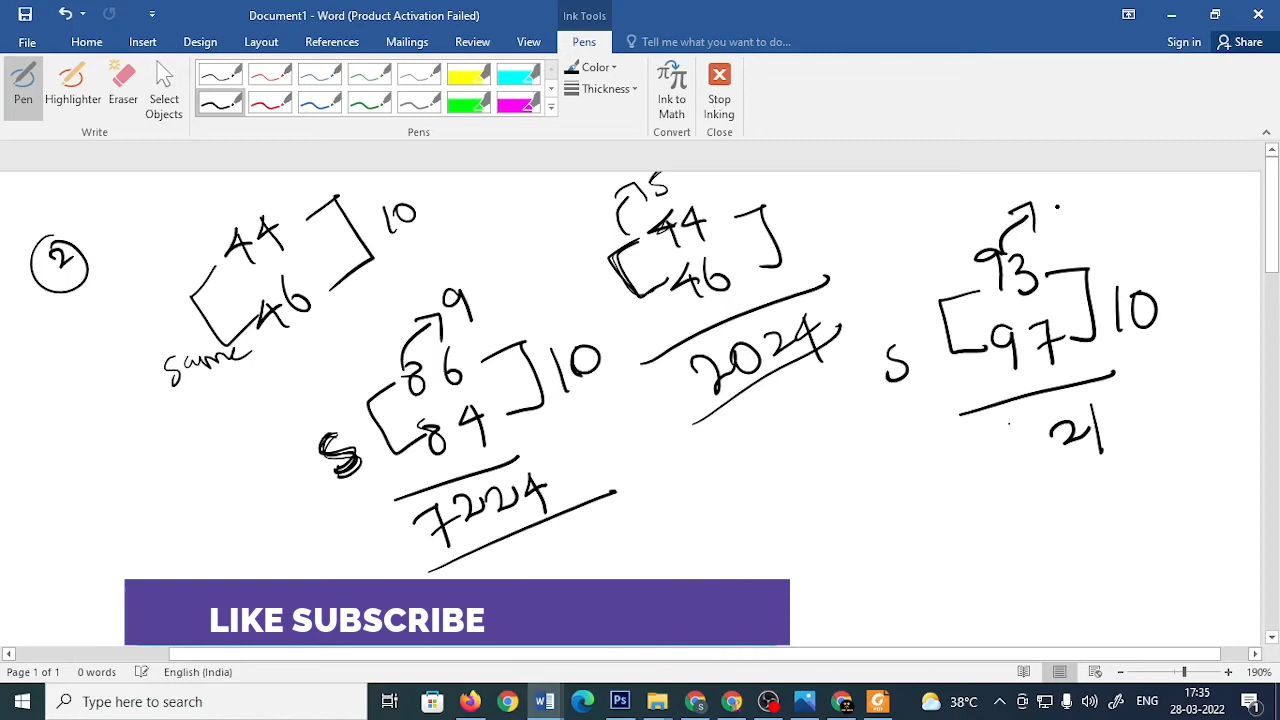 Document1 - Word (Product Activation Failed)
Ink Tools
File
Home
Insert
Design
Layout
References
Mailings
Review
View
Pens
Tell me what you want to do...
Sign in
Share
Pen
Highlighter
Eraser
Select
Objects
Color
Thickness
Ink to
Math
Stop
Inking
Write
Pens
Convert
Close
2
44
10
46
same
9
86
10
84
S
7224
5
44
46
2024
93
10
97
S
21
LIKE SUBSCRIBE
Page 1 of 1
0 words
English (India)
190%
Type here to search
38°C
ENG
17:35
28-03-2022